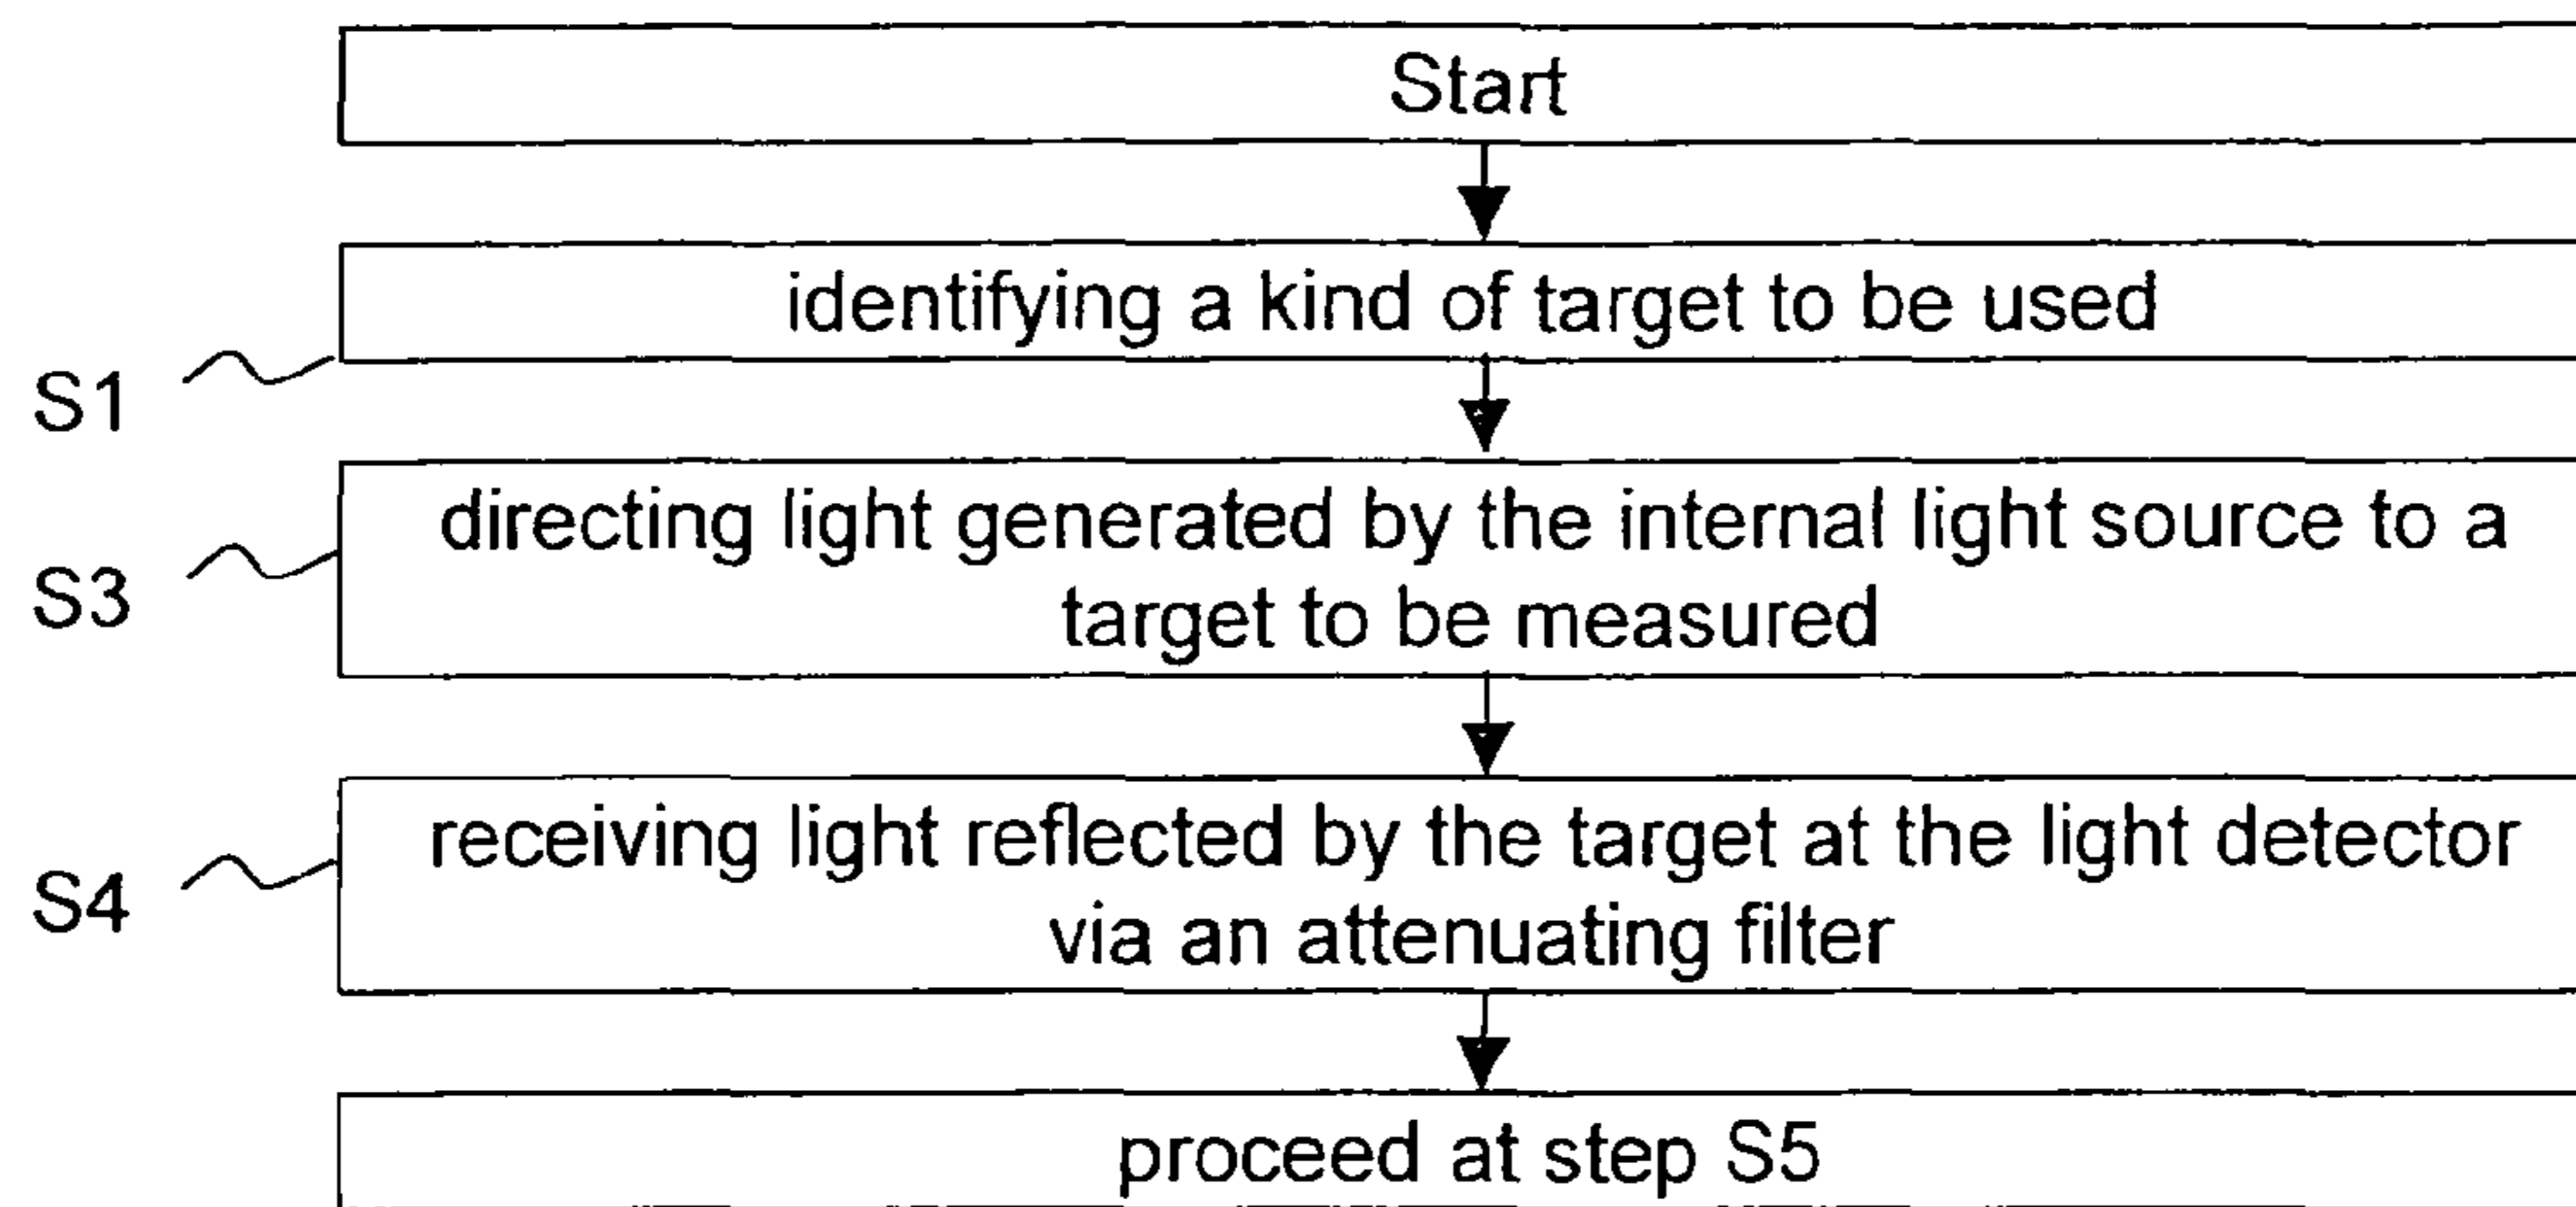 Start
identifying a kind of target to be used
S1
directing light generated by the internal light source to a
target to be measured
S3
receiving light reflected by the target at the light detector
via an attenuating filter
S4
proceed at step S5